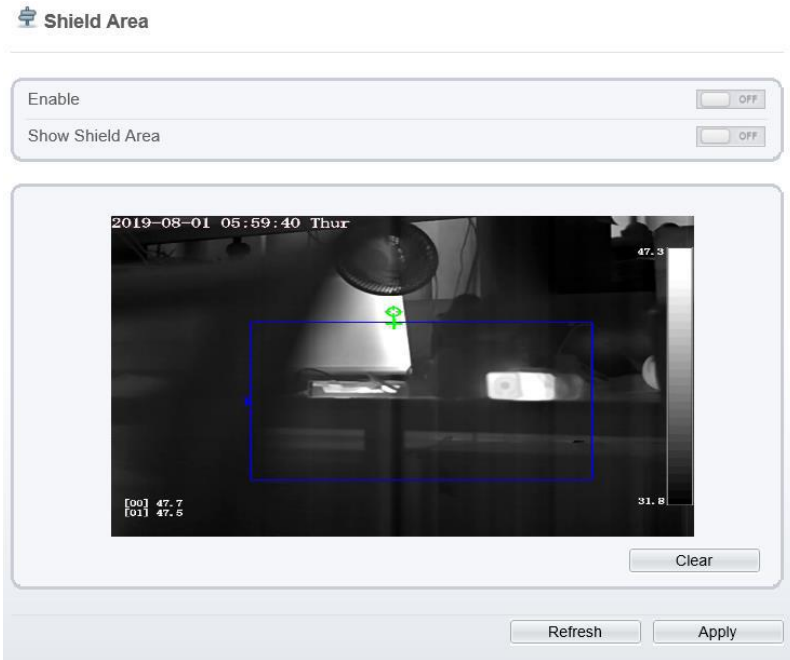 Shield Area
Enable
OFF
Show Shield Area
OFF
2019-08-01 05:59:40 Thur
47.3
31.8
[00] 47.7
[01] 47.5
Clear
Refresh
Apply